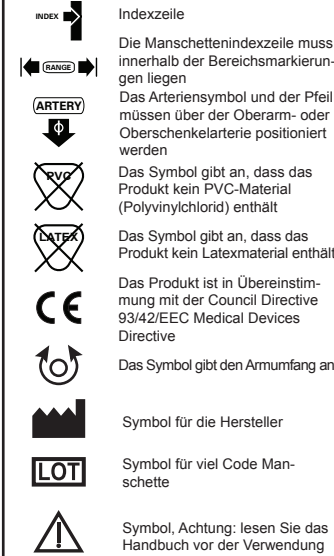 INDEX
Indexzeile
RANGE
Die Manschettenindexzeile muss
innerhalb der Bereichsmarkierun-
gen liegen
ARTERY
Φ
Das Arteriensymbol und der Pfeil
müssen über der Oberarm- oder
Oberschenkelarterie positioniert
werden
PVC
Das Symbol gibt an, dass das
Produkt kein PVC-Material
(Polyvinylchlorid) enthält
LATEX
Das Symbol gibt an, dass das
Produkt kein Latexmaterial enthält
CE
Das Produkt ist in Übereinstim-
mung mit der Council Directive
93/42/EEC Medical Devices
Directive
Das Symbol gibt den Armumfang an
Symbol für die Hersteller
LOT
Symbol für viel Code Man-
schette
Symbol, Achtung: lesen Sie das
Handbuch vor der Verwendung